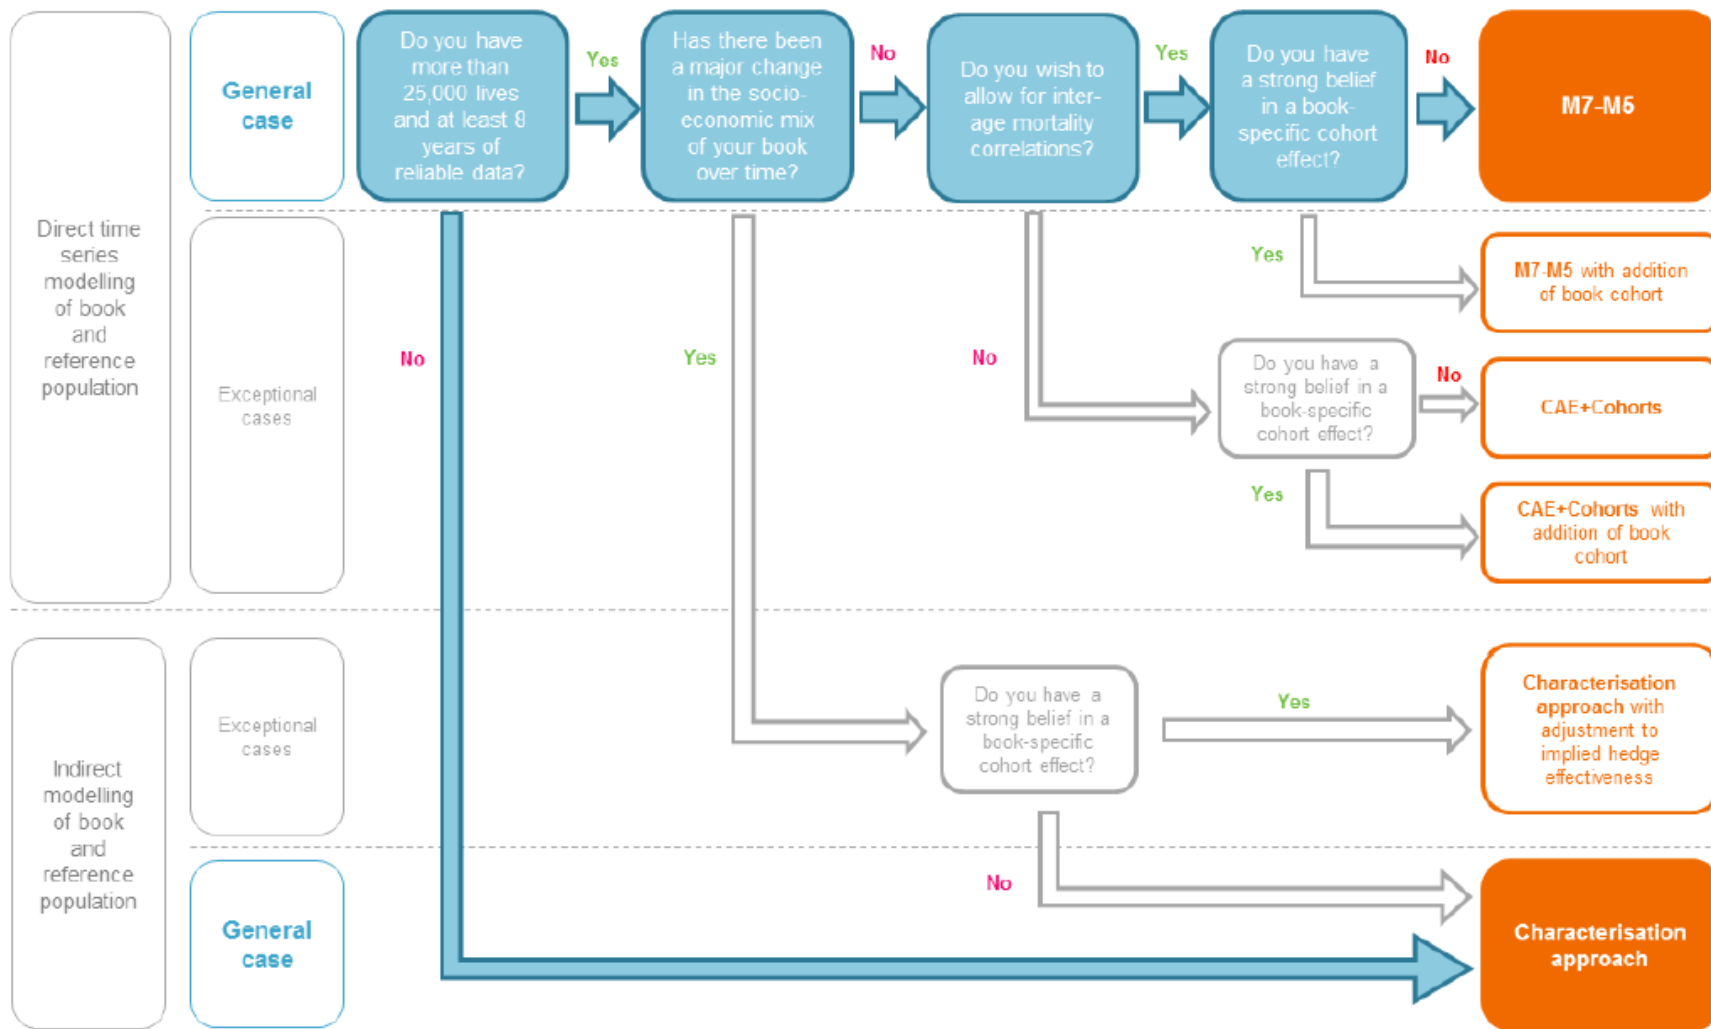 Do you have
more than
25,000 lives
and at least 8
years of
reliable data?
Yes
Has there been
a major change
in the socio-
economic mix
of your book
over time?
No
Do you wish to
allow for inter-
age mortality
correlations?
Yes
Do you have
a strong belief
in a book-
specific cohort
effect?
No
M7-M5
General
case
Direct time
series
modelling
of book
and
reference
population
Exceptional
cases
No
Yes
No
Yes
M7-M5 with addition
of book cohort
Do you have a
strong belief in a
book-specific
cohort effect?
No
CAE+Cohorts
Yes
CAE+Cohorts with
addition of book
cohort
Indirect
modelling
of book
and
reference
population
Exceptional
cases
Do you have a
strong belief in a
book-specific
cohort effect?
Yes
Characterisation
approach with
adjustment to
implied hedge
effectiveness
No
General
case
Characterisation
approach